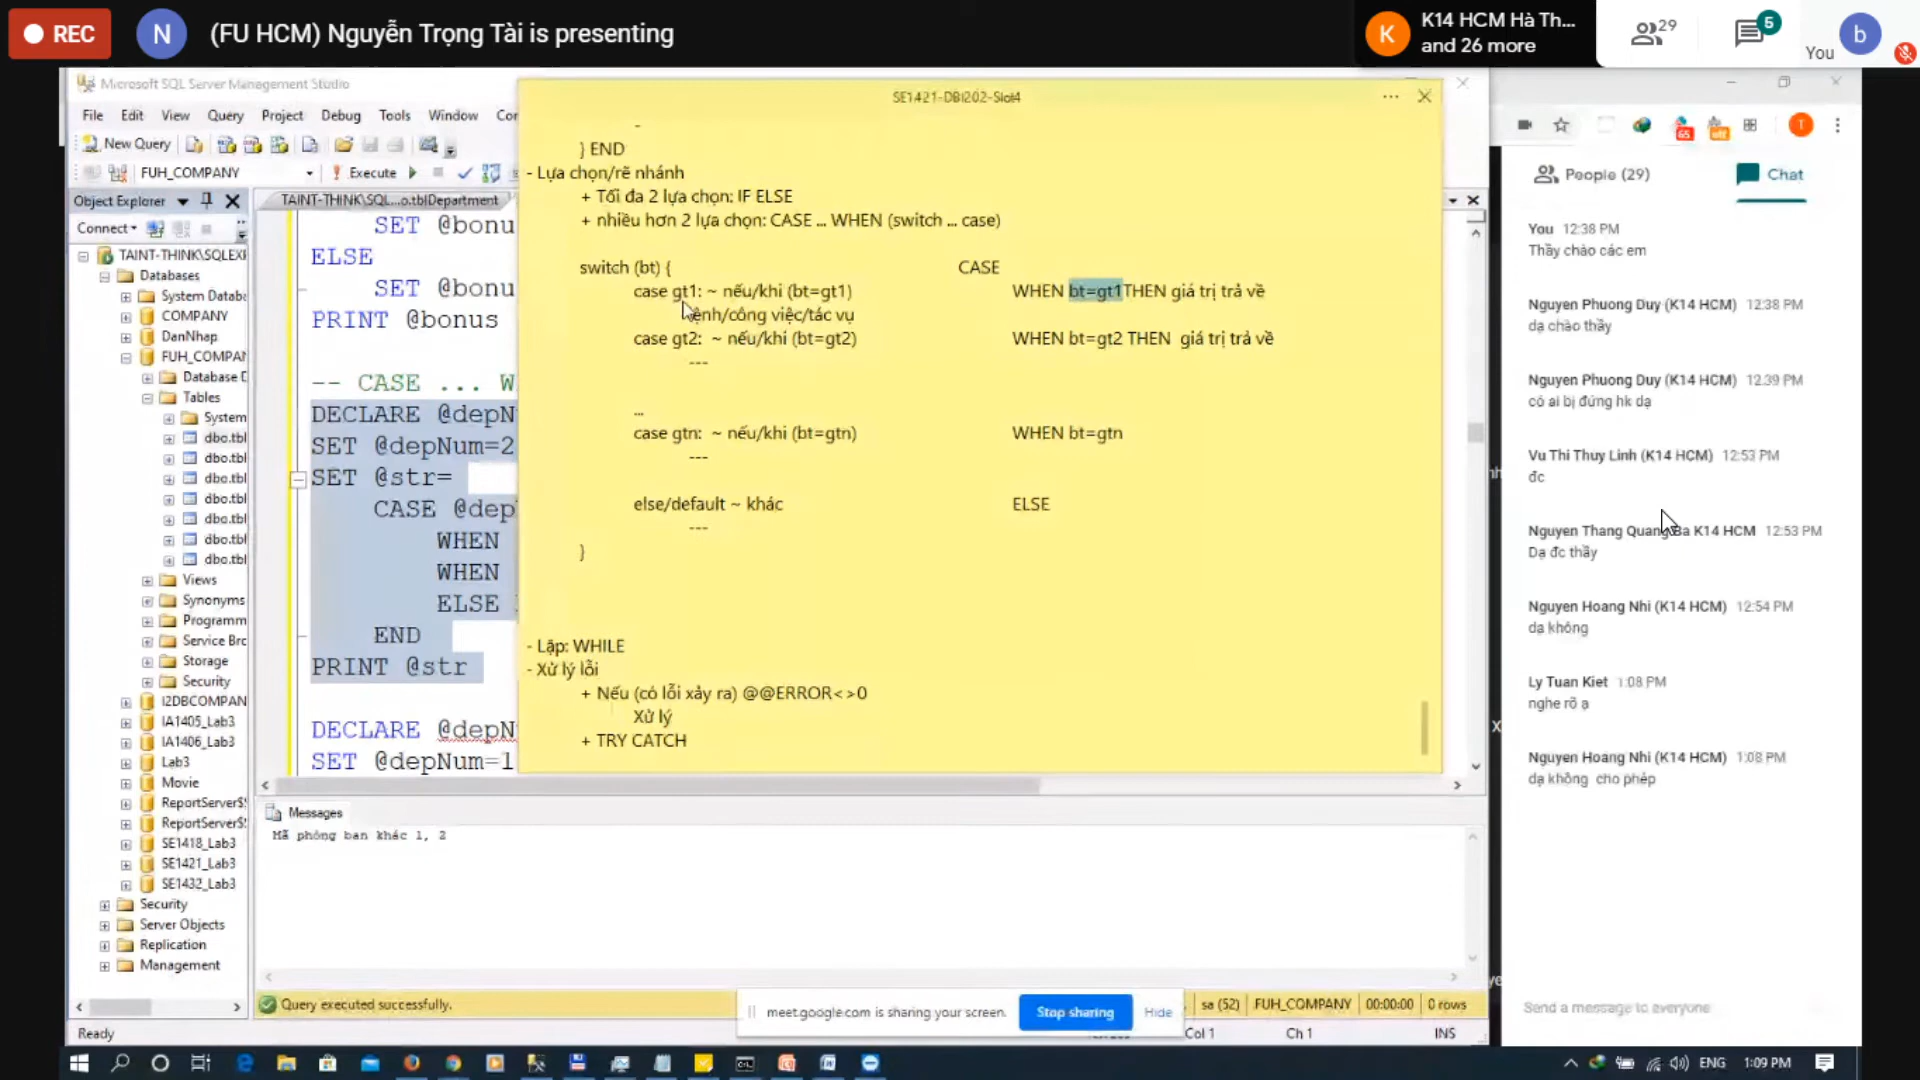 REC
N
(FU HCM) Nguyễn Trọng Tài is presenting
K
K14 HCM Hà Th...
and 26 more
29
5
You
b
Microsoft SQL Server Management Studio
File Edit View Query Project Debug Tools Window
New Query
FUH_COMPANY
Execute
Object Explorer
Connect
TAINT-THINK\SQLEXP
Databases
System Databa
COMPANY
DanNhap
FUH_COMPAN
Database D
Tables
System
dbo.tbl
dbo.tbl
dbo.tbl
dbo.tbl
dbo.tbl
dbo.tbl
dbo.tbl
Views
Synonyms
Programm
Service Brc
Storage
Security
I2DBCOMPAN
IA1405_Lab3
IA1406_Lab3
Lab3
Movie
ReportServer$
ReportServer$
SE1418_Lab3
SE1421_Lab3
SE1432_Lab3
Security
Server Objects
Replication
Management
Ready
TAINT-THINK\SQL...o.tblDepartment
SET @bonu
ELSE
SET @bonu
PRINT @bonus
-- CASE ... W
DECLARE @depN
SET @depNum=2
SET @str=
CASE @dep
WHEN
WHEN
ELSE
END
PRINT @str
DECLARE @depN
SET @depNum=1
SE1421-DBI202-Slot4
} END
- Lựa chọn/rẽ nhánh
+ Tối đa 2 lựa chọn: IF ELSE
+ nhiều hơn 2 lựa chọn: CASE ... WHEN (switch ... case)
switch (bt) { CASE
case gt1: ~ nếu/khi (bt=gt1) WHEN bt=gt1 THEN giá trị trả về
lệnh/công việc/tác vụ
case gt2: ~ nếu/khi (bt=gt2) WHEN bt=gt2 THEN giá trị trả về
---
...
case gtn: ~ nếu/khi (bt=gtn) WHEN bt=gtn
---
else/default ~ khác ELSE
---
}
- Lặp: WHILE
- Xử lý lỗi
+ Nếu (có lỗi xảy ra) @@ERROR<>0
Xử lý
+ TRY CATCH
Messages
Mã phòng ban khác 1, 2
Query executed successfully.
sa (52) FUH_COMPANY 00:00:00 0 rows
meet.google.com is sharing your screen. Stop sharing Hide
Col 1 Ch 1 INS
People (29) Chat
You 12:38 PM
Thầy chào các em
Nguyen Phuong Duy (K14 HCM) 12:38 PM
dạ chào thầy
Nguyen Phuong Duy (K14 HCM) 12:39 PM
có ai bị đứng hk dạ
Vu Thi Thuy Linh (K14 HCM) 12:53 PM
đc
Nguyen Thang Quang Ba K14 HCM 12:53 PM
Dạ đc thầy
Nguyen Hoang Nhi (K14 HCM) 12:54 PM
dạ không
Ly Tuan Kiet 1:08 PM
nghe rõ ạ
Nguyen Hoang Nhi (K14 HCM) 1:08 PM
dạ không cho phép
Send a message to everyone
ENG 1:09 PM